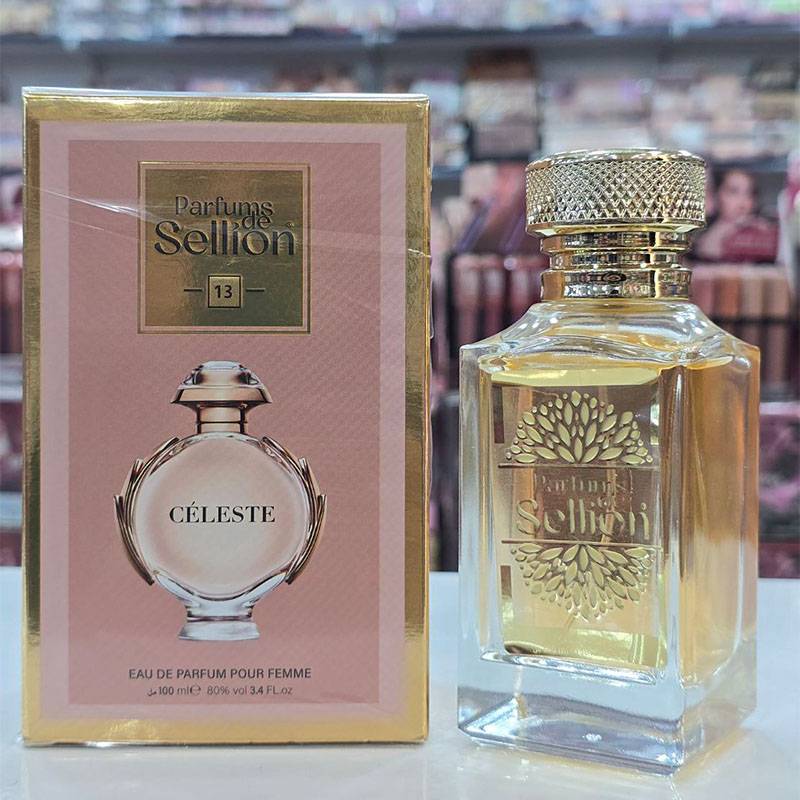 Parfums
de
Sellion
13
CÉLESTE
EAU DE PARFUM POUR FEMME
مل 100 ml℮ 80% vol 3.4 FL.oz
Parfums
de
Sellion